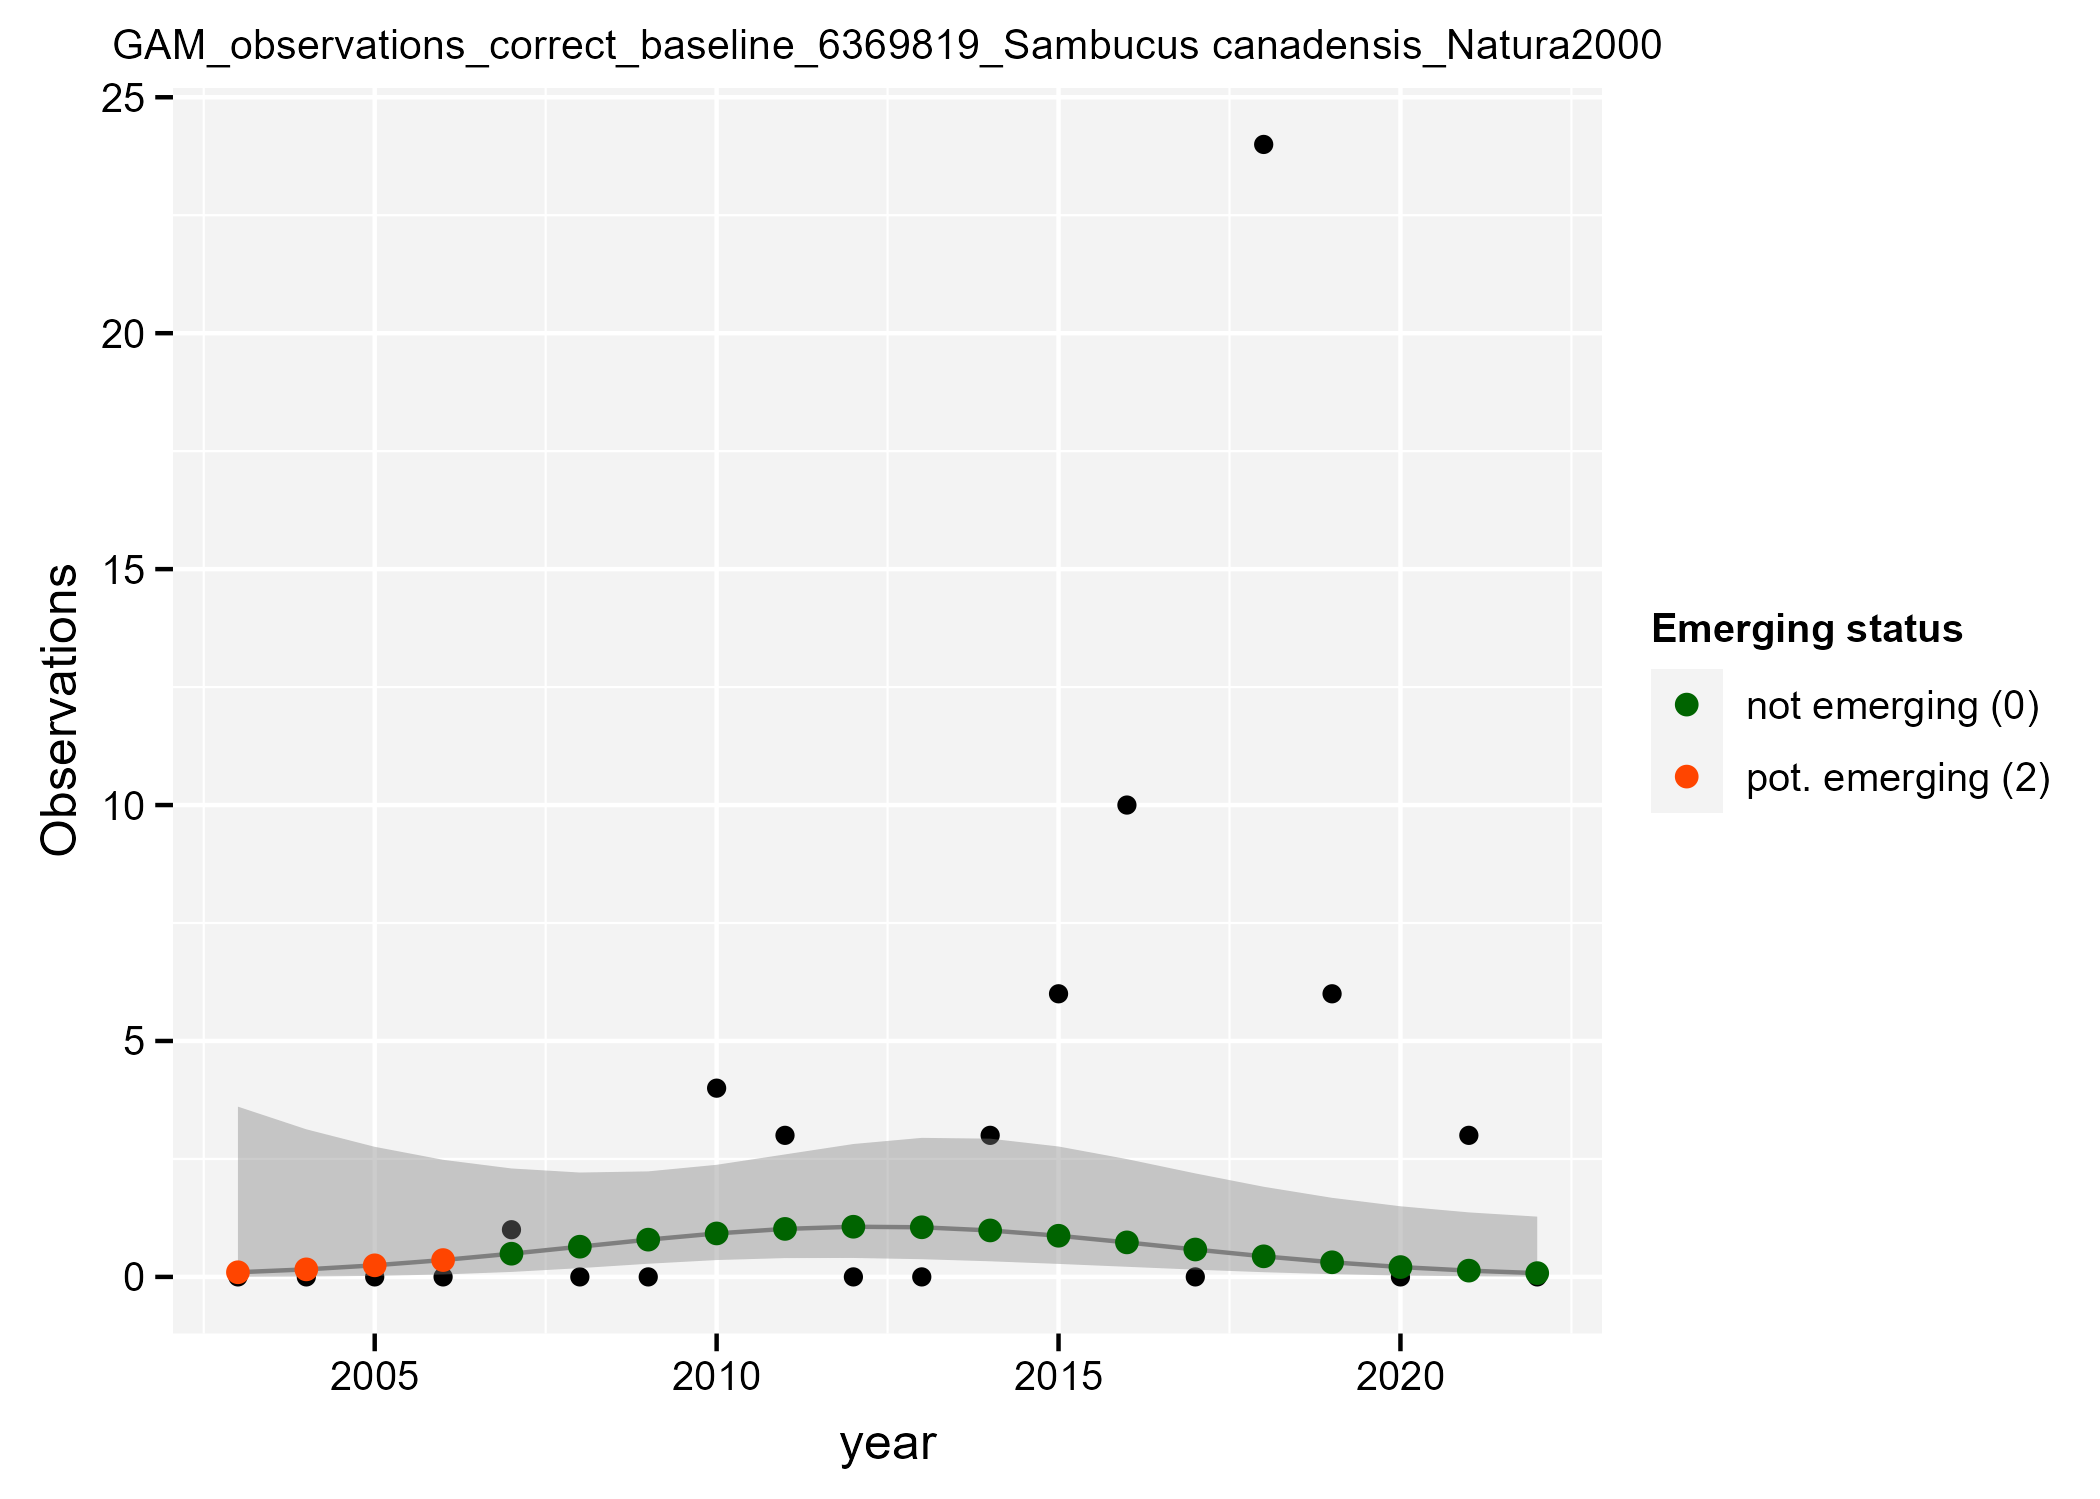 GAM_observations_correct_baseline_6369819_Sambucus canadensis_Natura2000
25
20
15
10
5
0
Observations
2005 2010 2015 2020
year
Emerging status
not emerging (0)
pot. emerging (2)